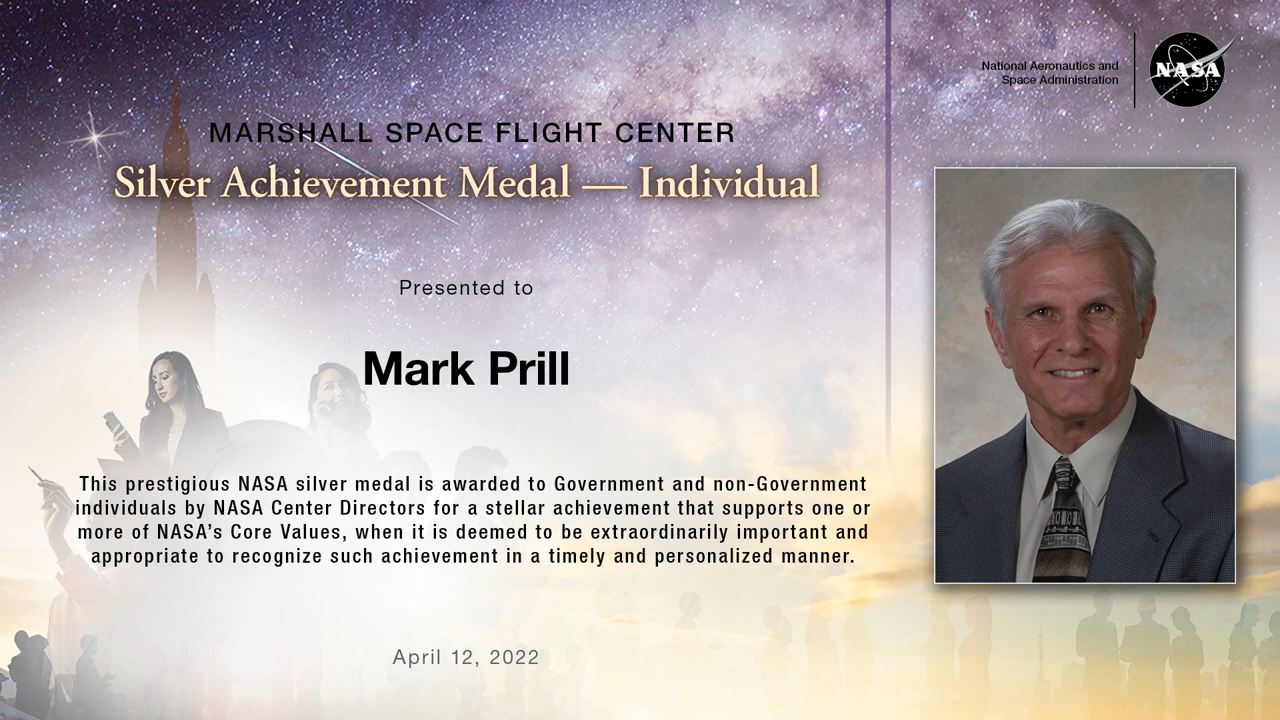 National Aeronautics and
Space Administration
NASA
MARSHALL SPACE FLIGHT CENTER
Silver Achievement Medal — Individual
Presented to
Mark Prill
This prestigious NASA silver medal is awarded to Government and non-Government
individuals by NASA Center Directors for a stellar achievement that supports one or
more of NASA’s Core Values, when it is deemed to be extraordinarily important and
appropriate to recognize such achievement in a timely and personalized manner.
April 12, 2022